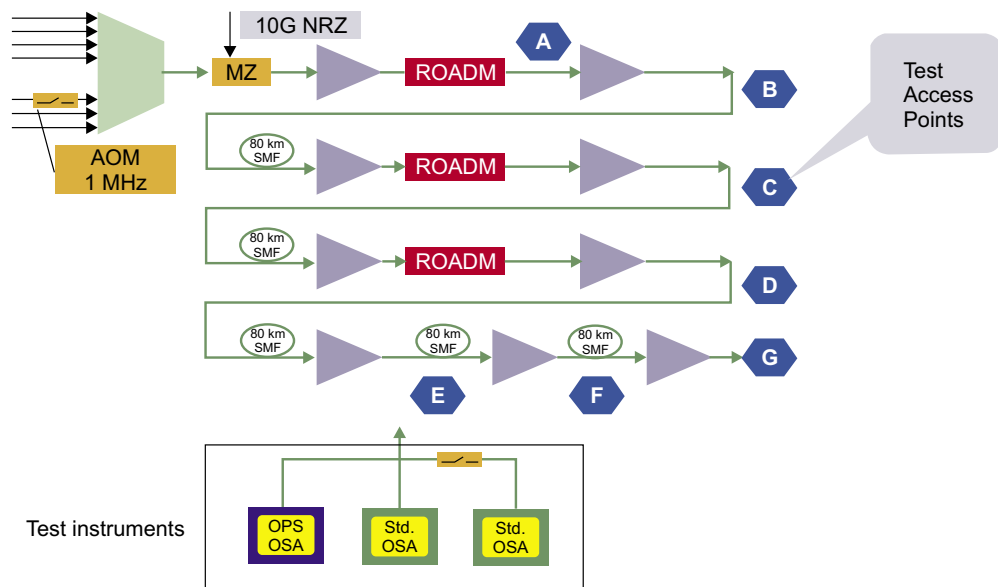 10G NRZ
MZ
ROADM
A
B
Test
Access
Points
AOM
1 MHz
80 km
SMF
ROADM
C
80 km
SMF
ROADM
D
80 km
SMF
80 km
SMF
80 km
SMF
G
E
F
Test instruments
OPS
OSA
Std.
OSA
Std.
OSA